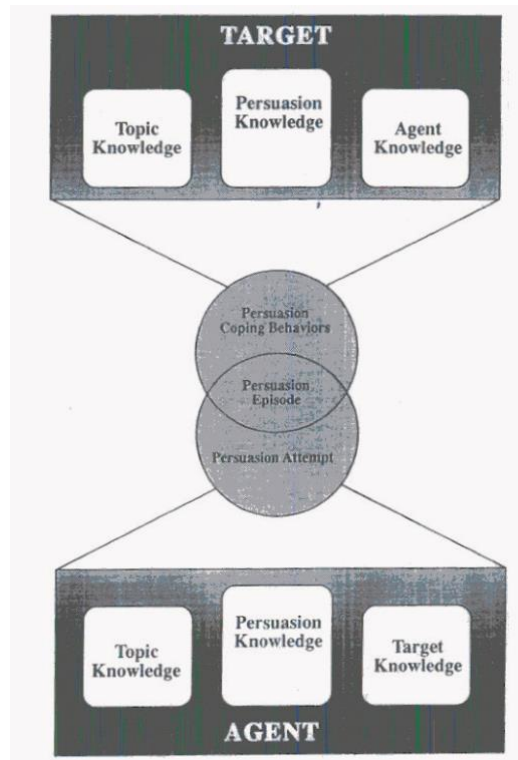 TARGET
Topic
Knowledge
Persuasion
Knowledge
Agent
Knowledge
Persuasion
Coping Behaviors
Persuasion
Episode
Persuasion Attempt
Topic
Knowledge
Persuasion
Knowledge
Target
Knowledge
AGENT